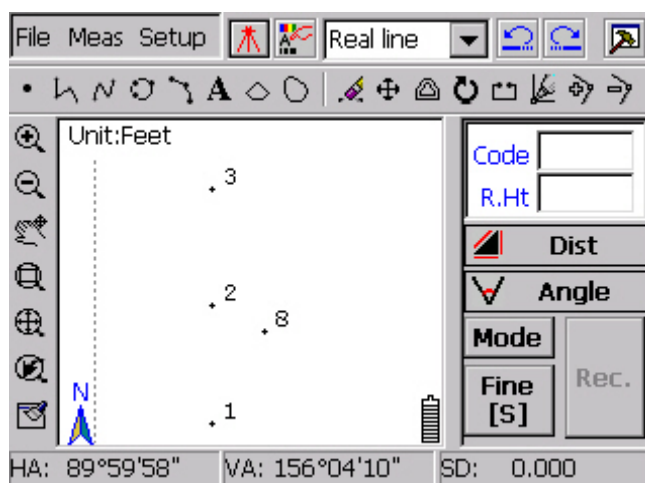 File Meas Setup Real line
A
Unit:Feet
Code
R.Ht
3
Dist
2
Angle
8
Mode
Rec.
Fine
[S]
N
1
HA: 89°59'58" VA: 156°04'10" SD: 0.000